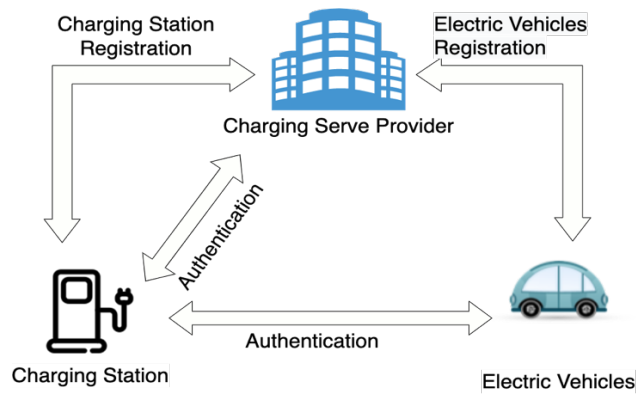 Charging Station
Registration
Electric Vehicles
Registration
Charging Serve Provider
Authentication
Authentication
Charging Station
Electric Vehicles